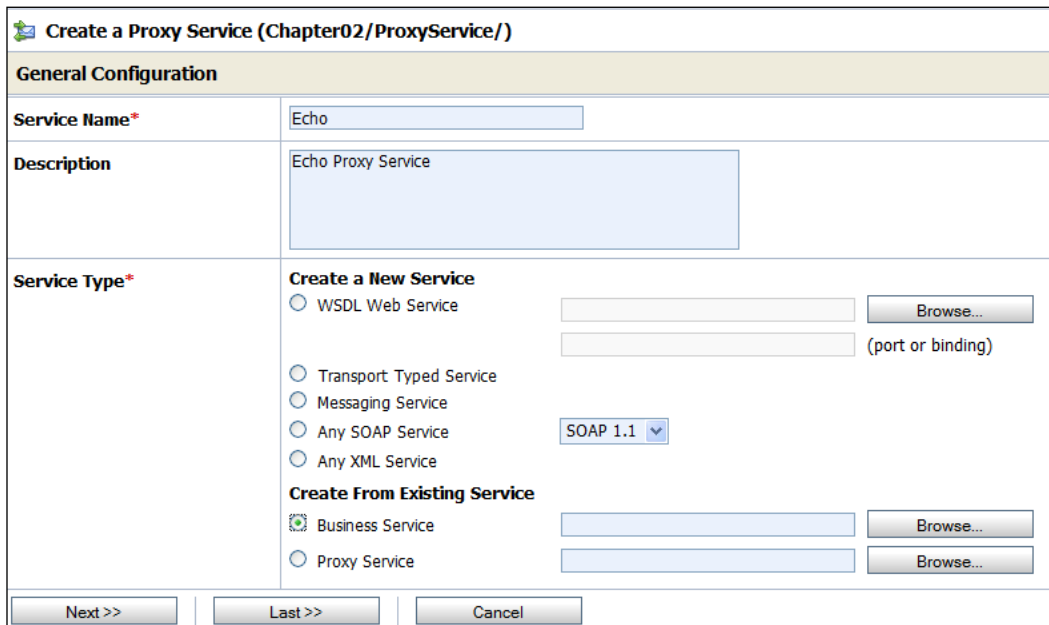 Create a Proxy Service (Chapter02/ProxyService/)
General Configuration
Service Name* Echo
Description Echo Proxy Service
Service Type* Create a New Service
WSDL Web Service Browse...
(port or binding)
Transport Typed Service
Messaging Service
Any SOAP Service SOAP 1.1
Any XML Service
Create From Existing Service
Business Service Browse...
Proxy Service Browse...
Next >> Last >> Cancel